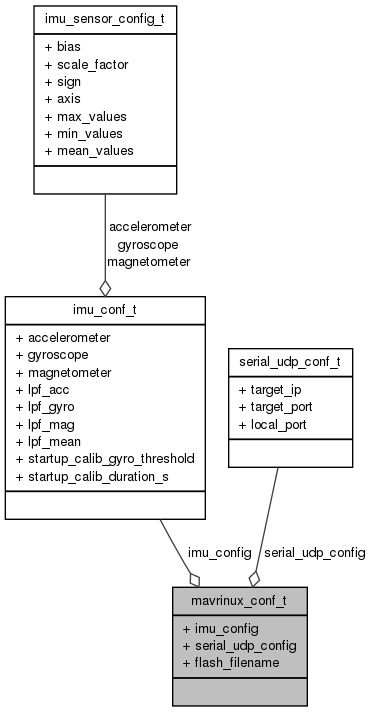 imu_sensor_config_t
+ bias
+ scale_factor
+ sign
+ axis
+ max_values
+ min_values
+ mean_values
accelerometer
gyroscope
magnetometer
imu_conf_t
+ accelerometer
+ gyroscope
+ magnetometer
+ lpf_acc
+ lpf_gyro
+ lpf_mag
+ lpf_mean
+ startup_calib_gyro_threshold
+ startup_calib_duration_s
serial_udp_conf_t
+ target_ip
+ target_port
+ local_port
imu_config
serial_udp_config
mavrinux_conf_t
+ imu_config
+ serial_udp_config
+ flash_filename